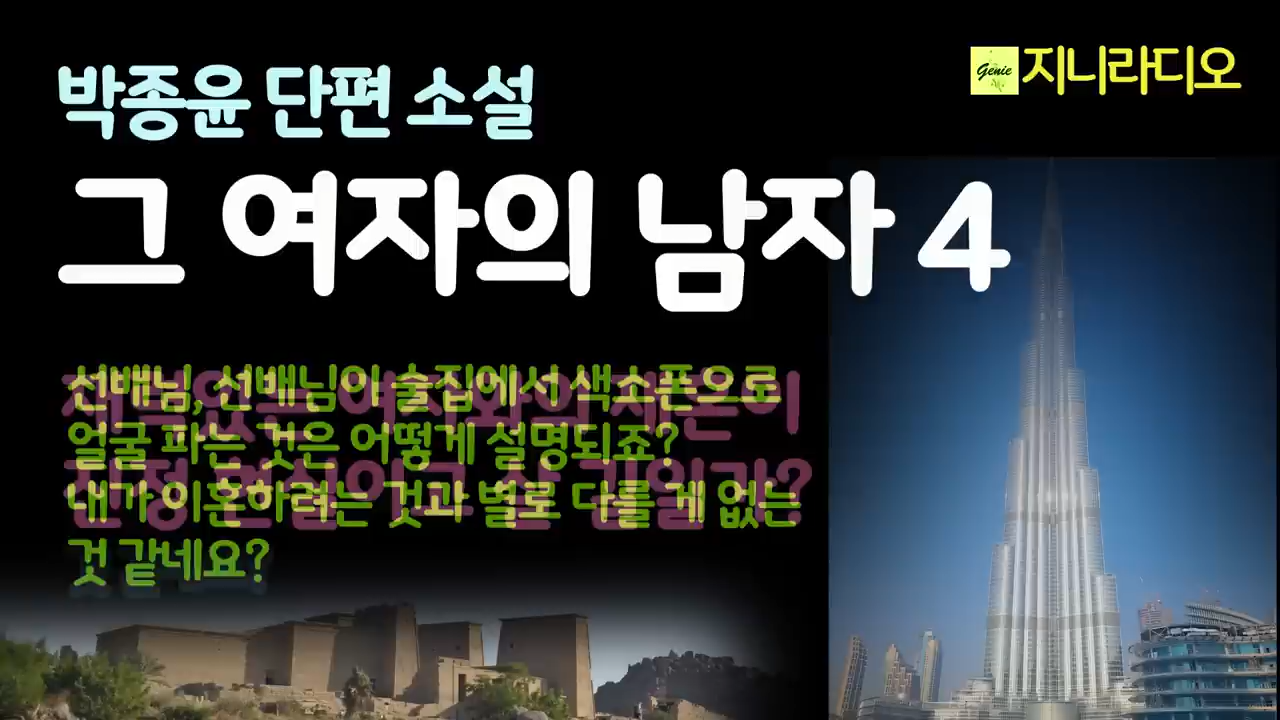 Genie 지니라디오
박종윤 단편 소설
그 여자의 남자 4
선배님, 선배님이 술집에서 색소폰으로
얼굴 파는 것은 어떻게 설명되죠?
내가 이혼하려는 것과 별로 다를 게 없는
것 같네요?